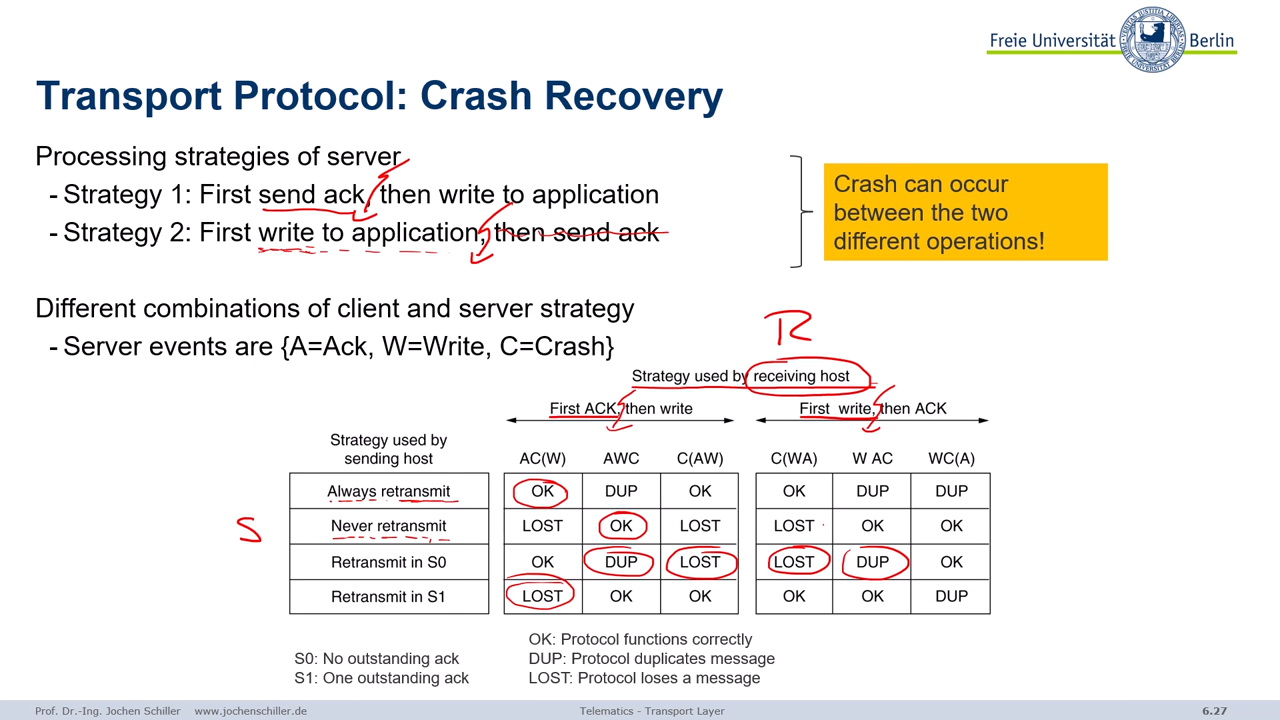 Freie Universität Berlin
Transport Protocol: Crash Recovery
Processing strategies of server
- Strategy 1: First send ack, then write to application
- Strategy 2: First write to application, then send ack
Crash can occur
between the two
different operations!
Different combinations of client and server strategy
- Server events are {A=Ack, W=Write, C=Crash}
R
Strategy used by receiving host
First ACK, then write First write, then ACK
Strategy used by
sending host
AC(W) AWC C(AW) C(WA) W AC WC(A)
Always retransmit OK DUP OK OK DUP DUP
S
Never retransmit LOST OK LOST LOST OK OK
Retransmit in S0 OK DUP LOST LOST DUP OK
Retransmit in S1 LOST OK OK OK OK DUP
OK: Protocol functions correctly
S0: No outstanding ack DUP: Protocol duplicates message
S1: One outstanding ack LOST: Protocol loses a message
Prof. Dr.-Ing. Jochen Schiller www.jochenschiller.de Telematics - Transport Layer 6.27